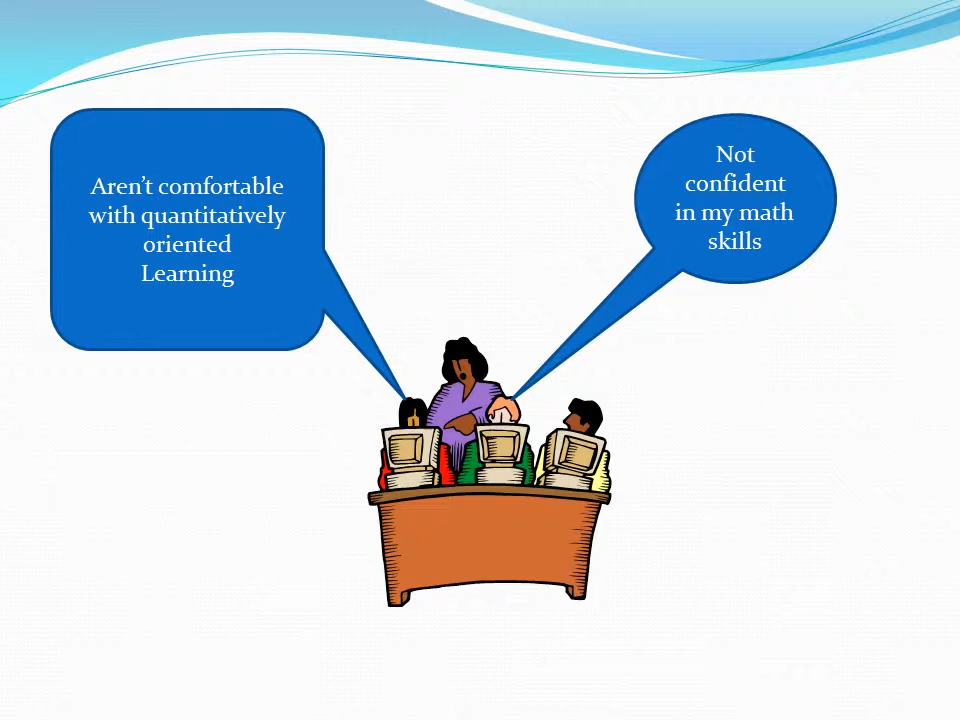 Aren’t comfortable
with quantitatively
oriented
Learning
Not
confident
in my math
skills